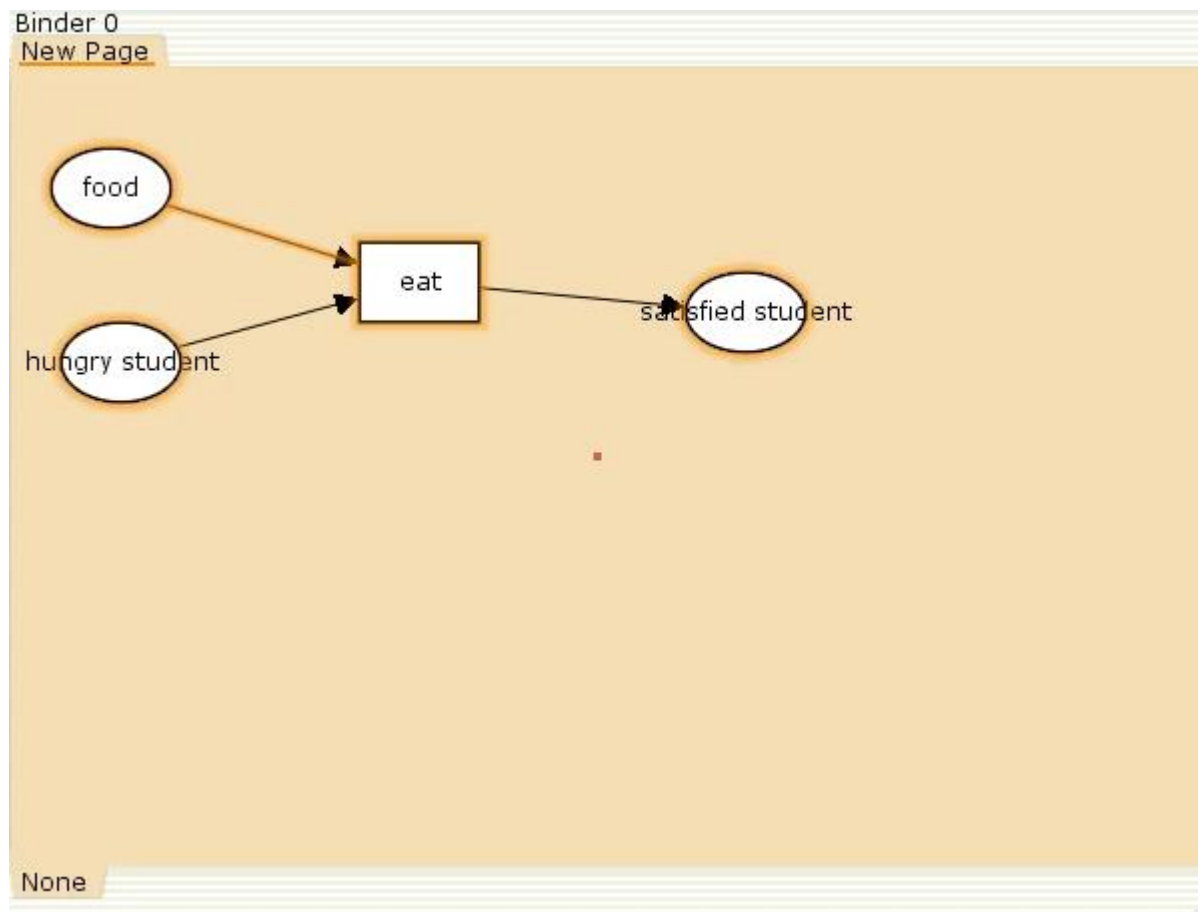 Binder 0
New Page
food
eat
satisfied student
hungry student
None